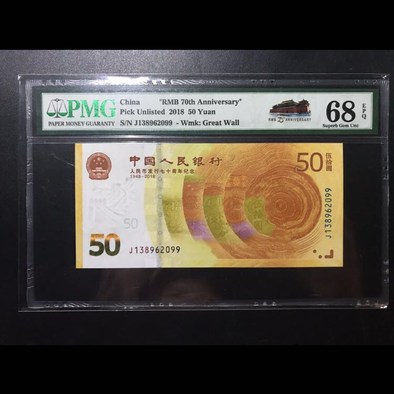 PMG
PAPER MONEY GUARANTY
China "RMB 70th Anniversary"
Pick Unlisted 2018 50 Yuan
S/N J138962099 - Wmk: Great Wall
68 EPQ
Superb Gem Unc
中国人民银行
人民币发行七十周年纪念
1948-2018
50
伍拾圆
50
50
J138962099
J138962099